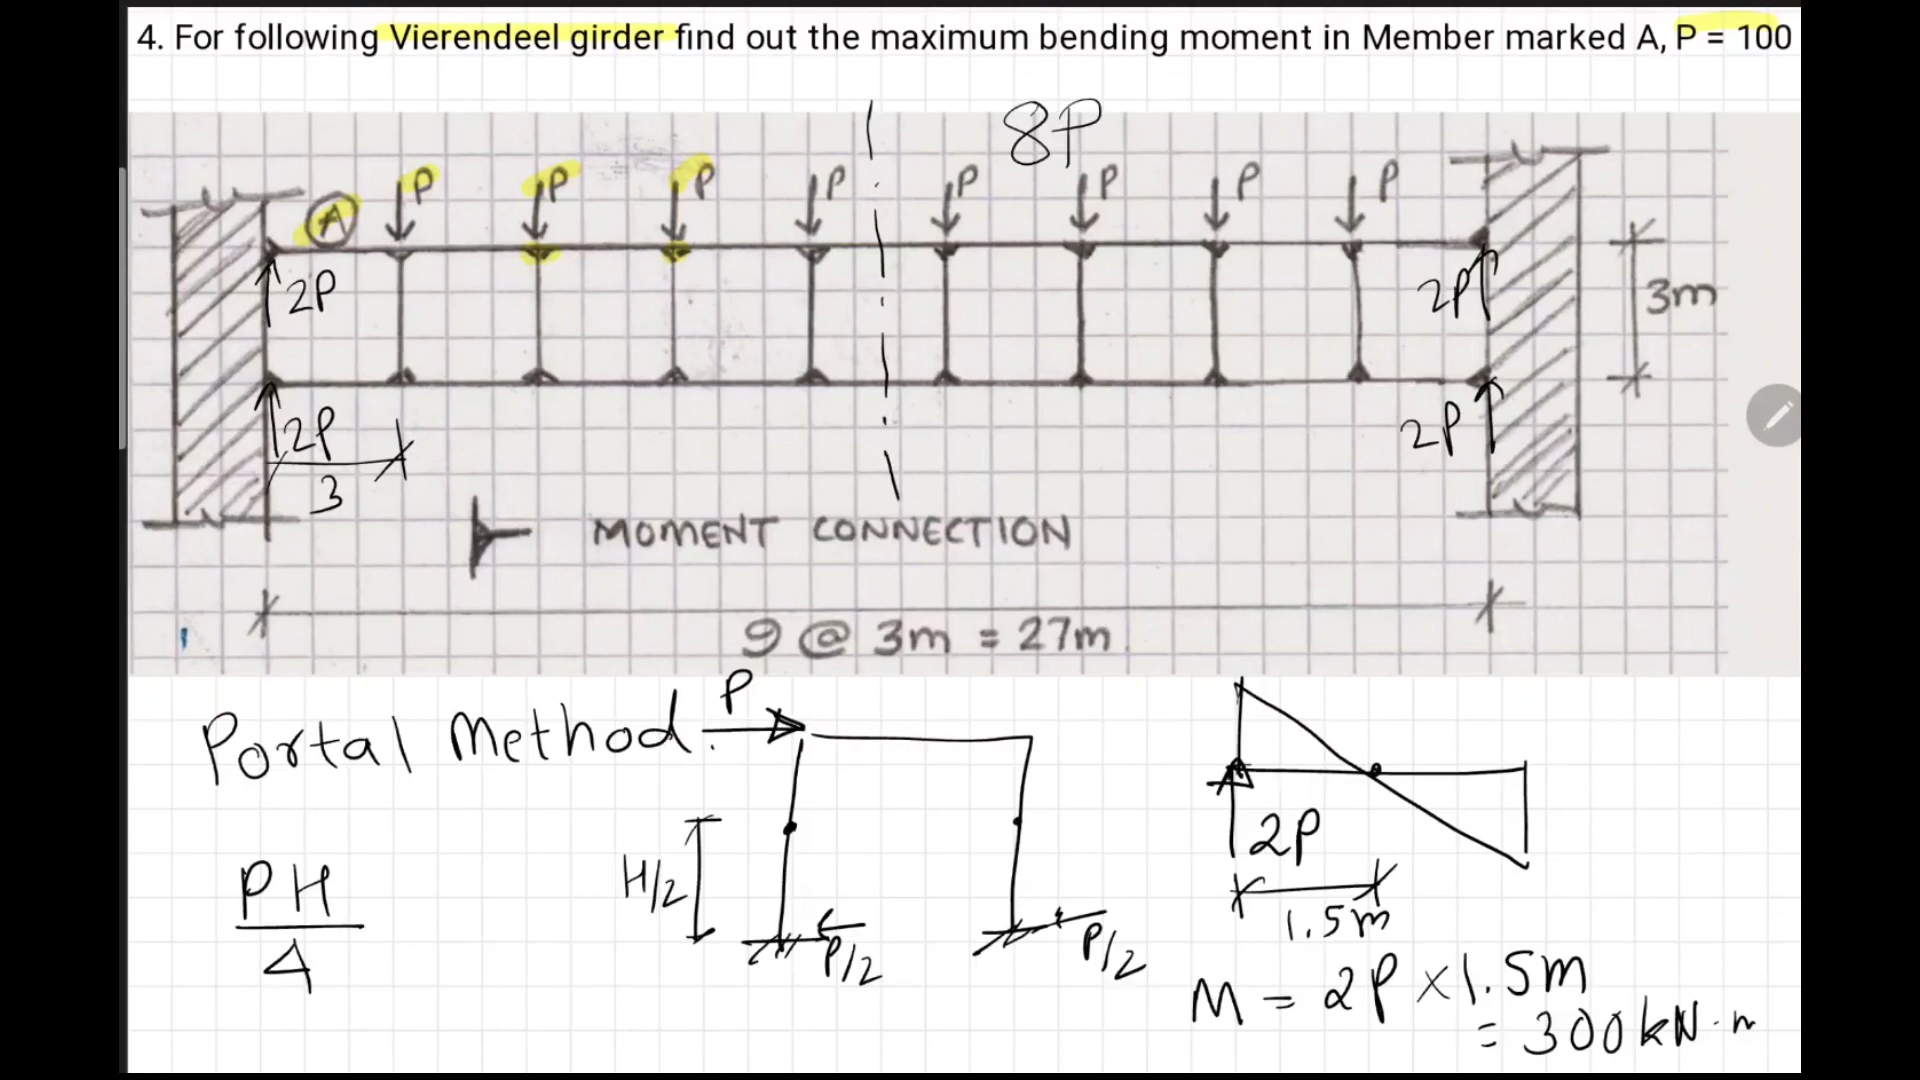 4. For following Vierendeel girder find out the maximum bending moment in Member marked A, P = 100
8P
P P P P P P P P
A
2P 2P
3m
2P 2P
3
MOMENT CONNECTION
9 @ 3m = 27m
Portal Method.
P
PH
4
H/2
P/2
P/2
2P
1.5m
M = 2P × 1.5m
= 300 kN·m